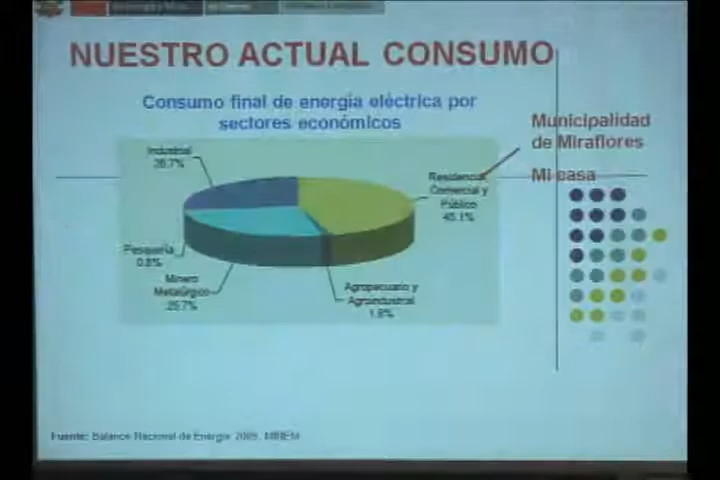 NUESTRO ACTUAL CONSUMO
Consumo final de energía eléctrica por
sectores económicos
Municipalidad
de Miraflores
Mi casa
Industrial
26.7%
Residencial
Comercial y
Público
45.1%
Pesquería
0.8%
Minero
Metalúrgico
25.7%
Agropecuario y
Agroindustrial
1.8%
Fuente: Balance Nacional de Energía MINEM